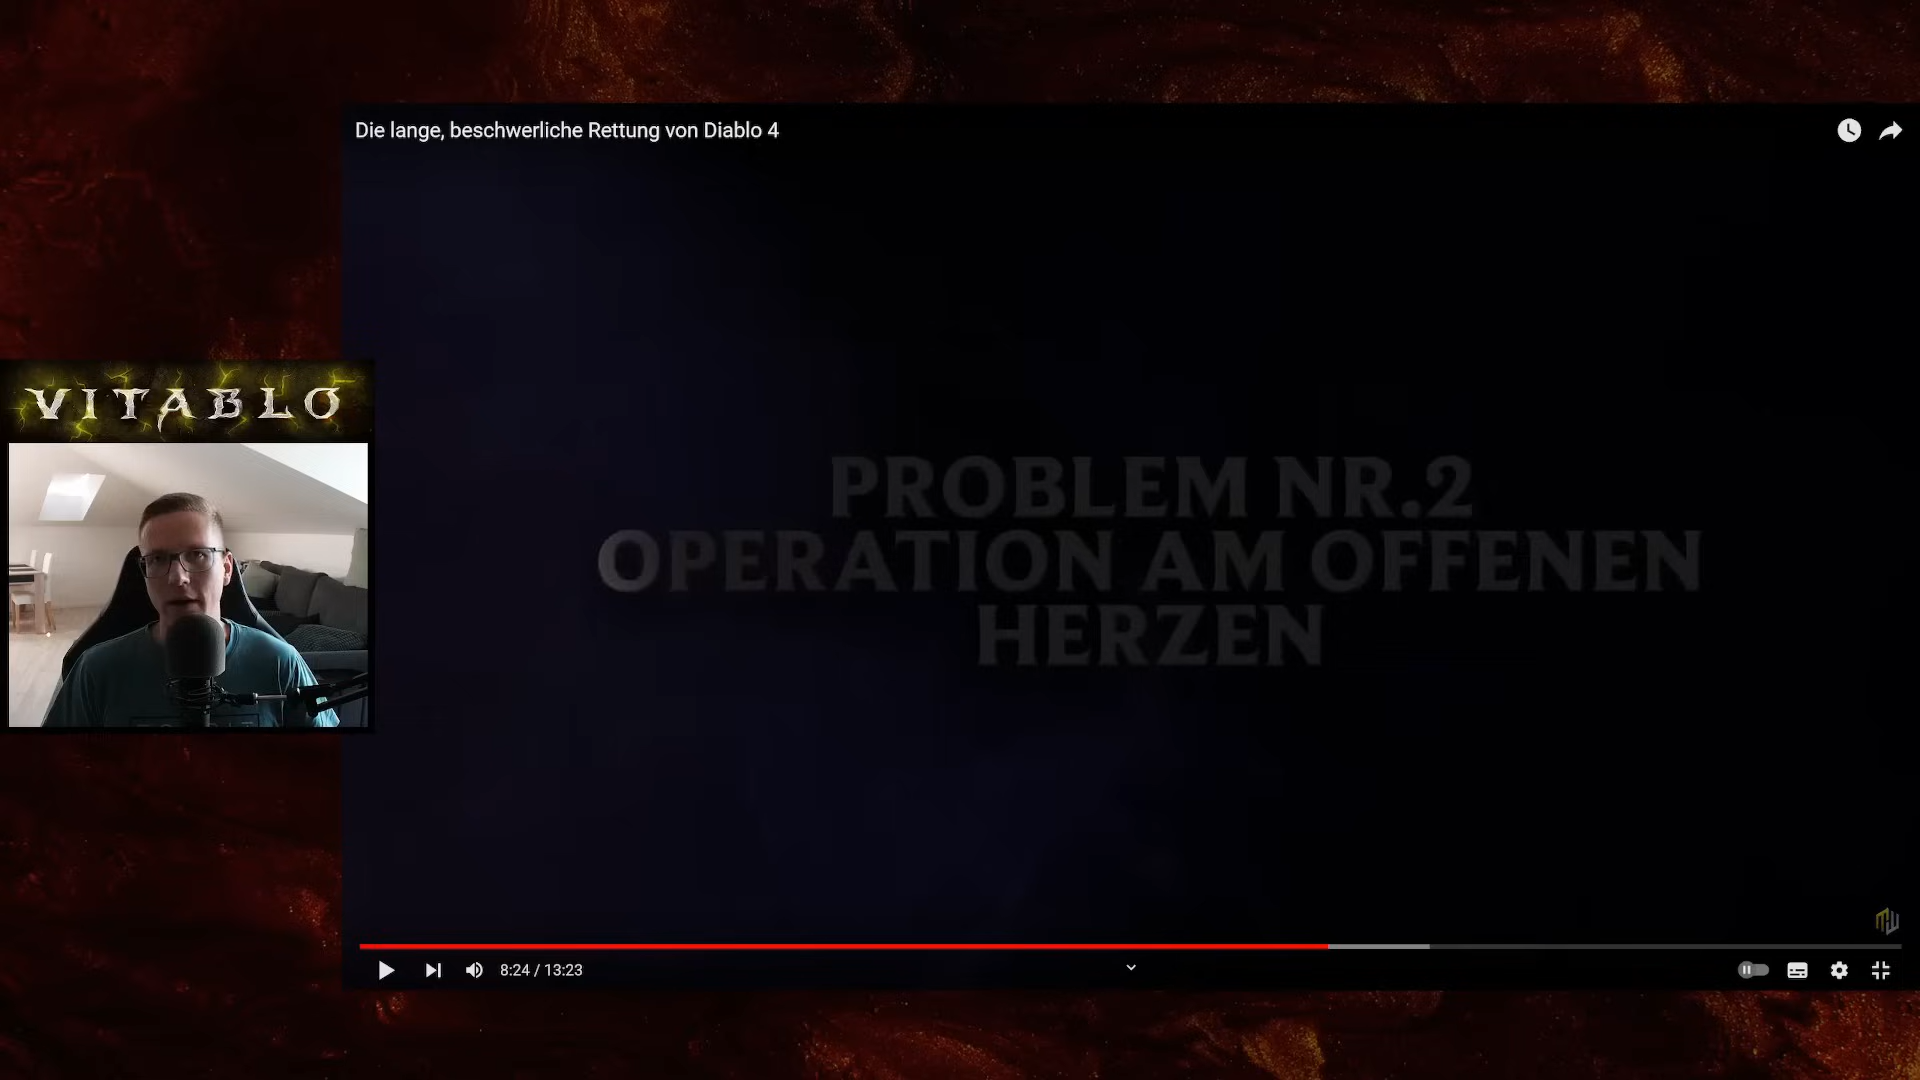 Die lange, beschwerliche Rettung von Diablo 4
VITABLO
PROBLEM NR.2
OPERATION AM OFFENEN
HERZEN
8:24 / 13:23